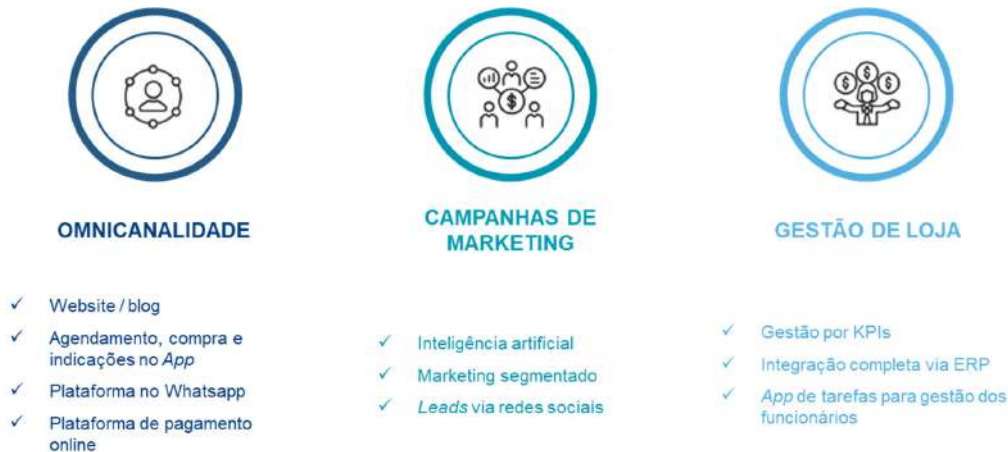 OMNICANALIDADE
✓ Website / blog
✓ Agendamento, compra e
indicações no App
✓ Plataforma no Whatsapp
✓ Plataforma de pagamento
online
CAMPANHAS DE
MARKETING
✓ Inteligência artificial
✓ Marketing segmentado
✓ Leads via redes sociais
GESTÃO DE LOJA
✓ Gestão por KPIs
✓ Integração completa via ERP
✓ App de tarefas para gestão dos
funcionários